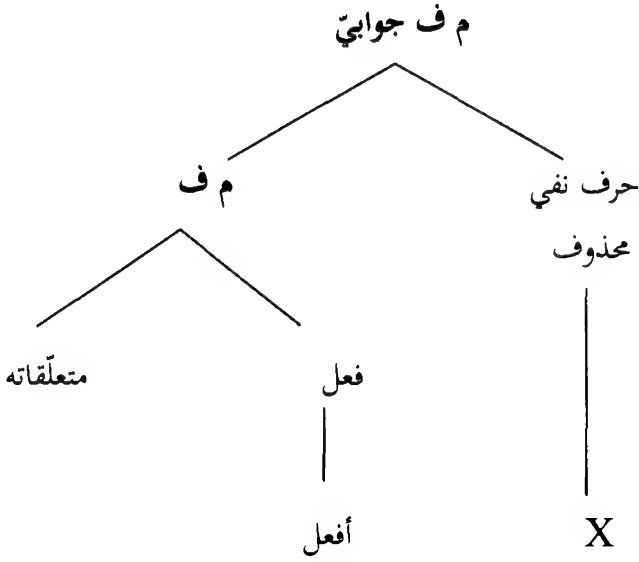 م ف جوابيّ
حرف نفي
محذوف
م ف
فعل
متعلّقاته
أفعل
X